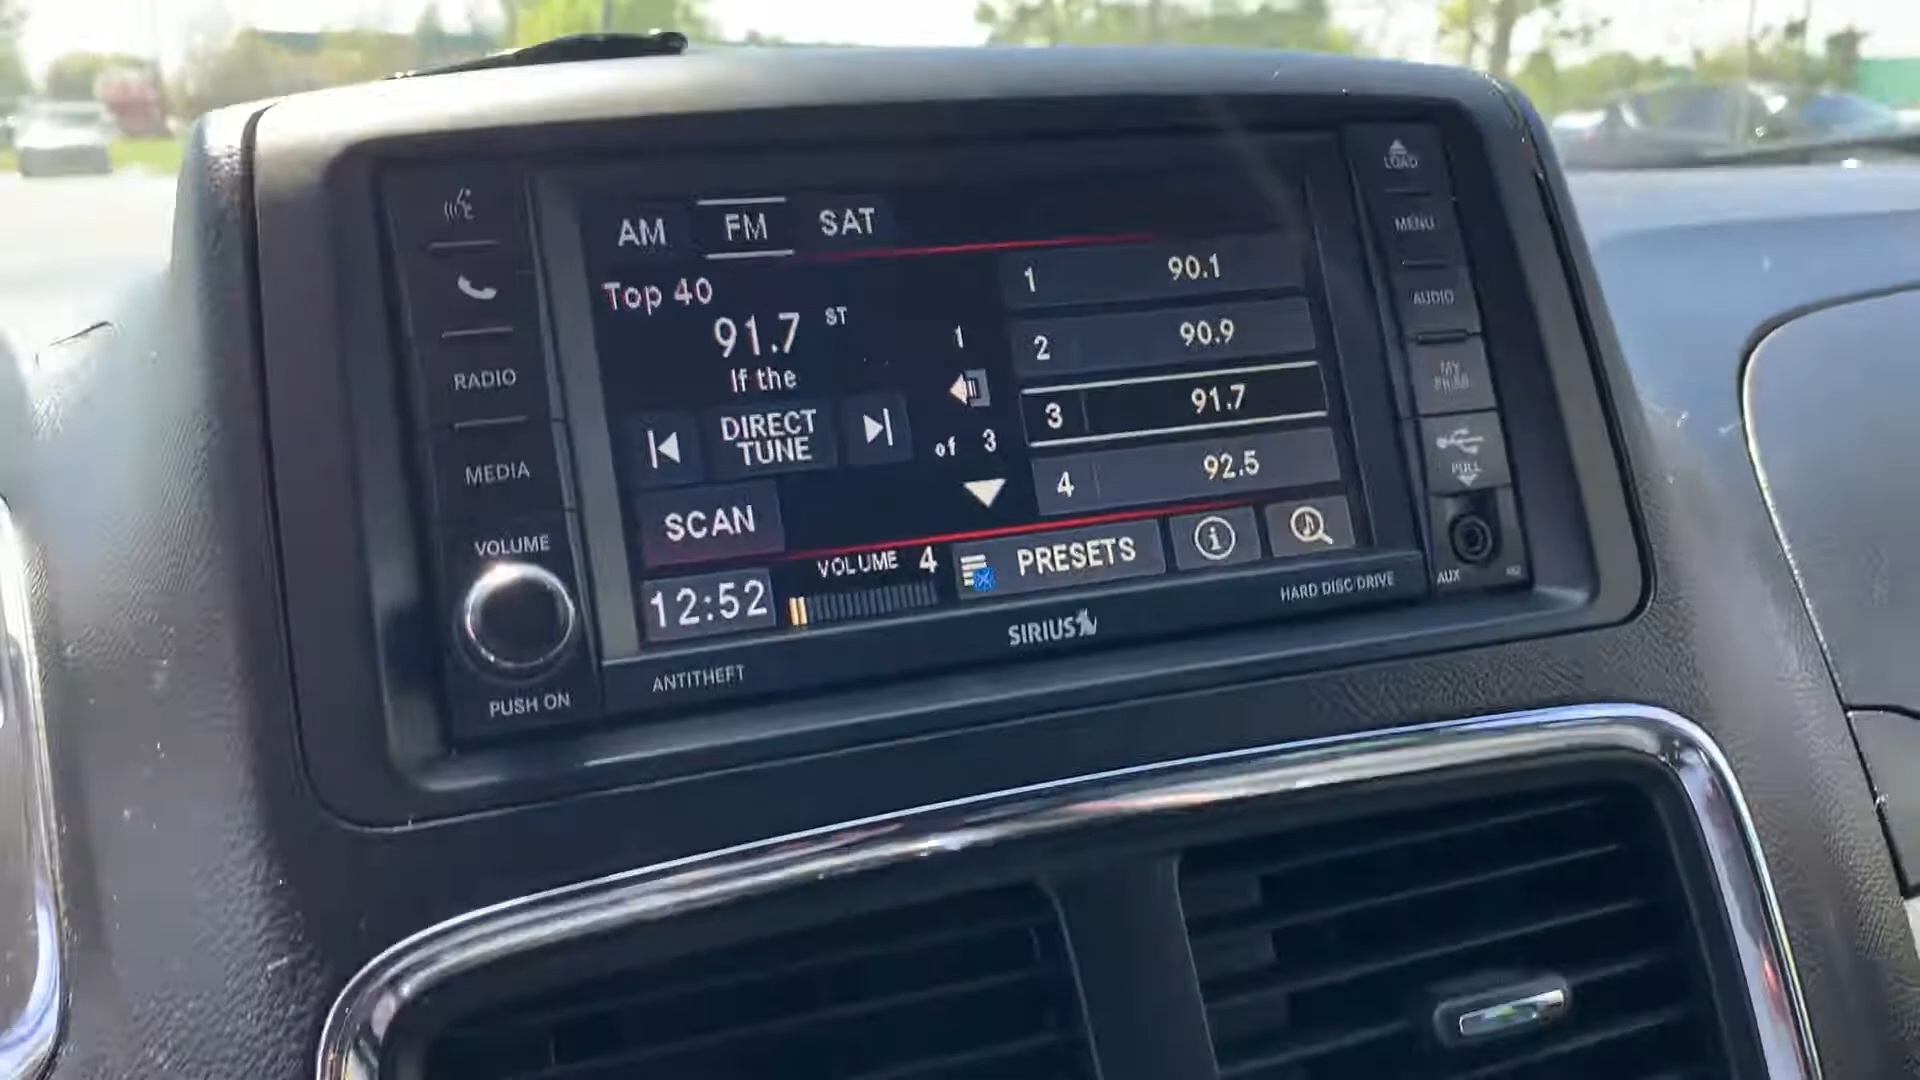 LOAD
AM FM SAT
MENU
Top 40
91.7 ST
If the
1
of 3
1 90.1
2 90.9
3 91.7
4 92.5
AUDIO
RADIO
DIRECT
TUNE
MEDIA
SCAN
PULL
VOLUME
VOLUME 4
PRESETS
12:52
AUX
HARD DISC DRIVE
SIRIUS
ANTITHEFT
PUSH ON